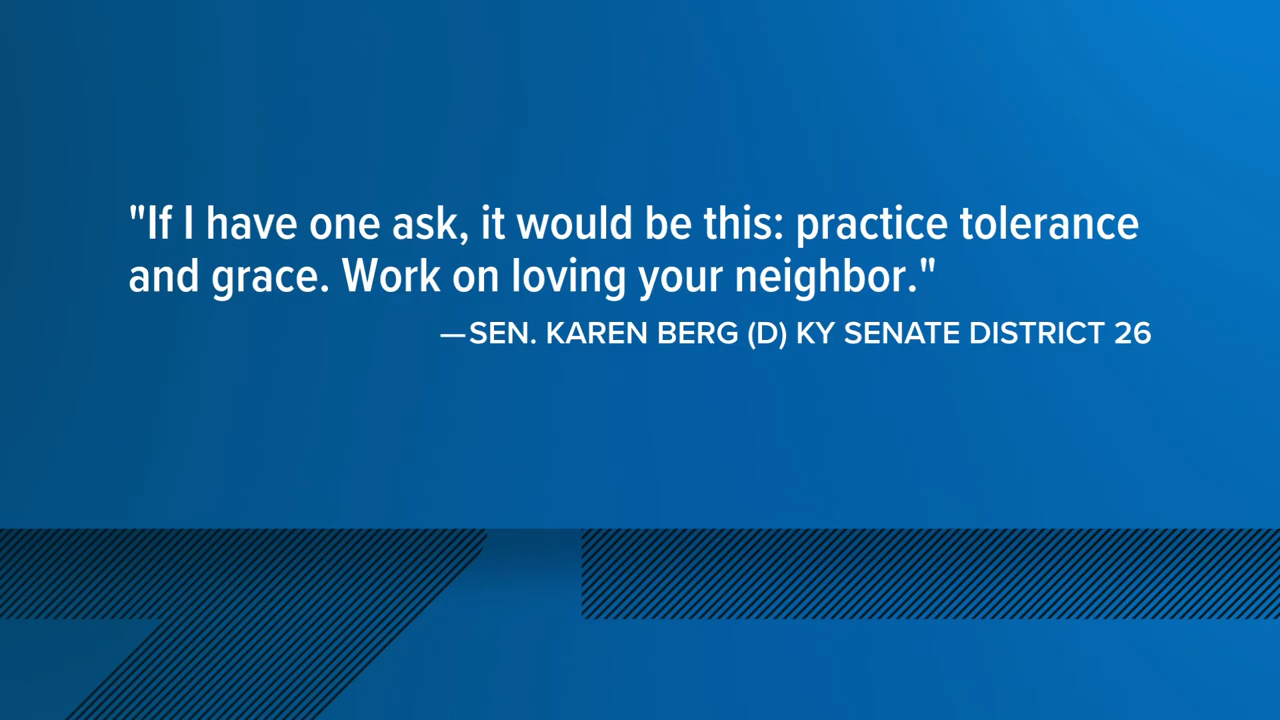 "If I have one ask, it would be this: practice tolerance
and grace. Work on loving your neighbor."
—SEN. KAREN BERG (D) KY SENATE DISTRICT 26